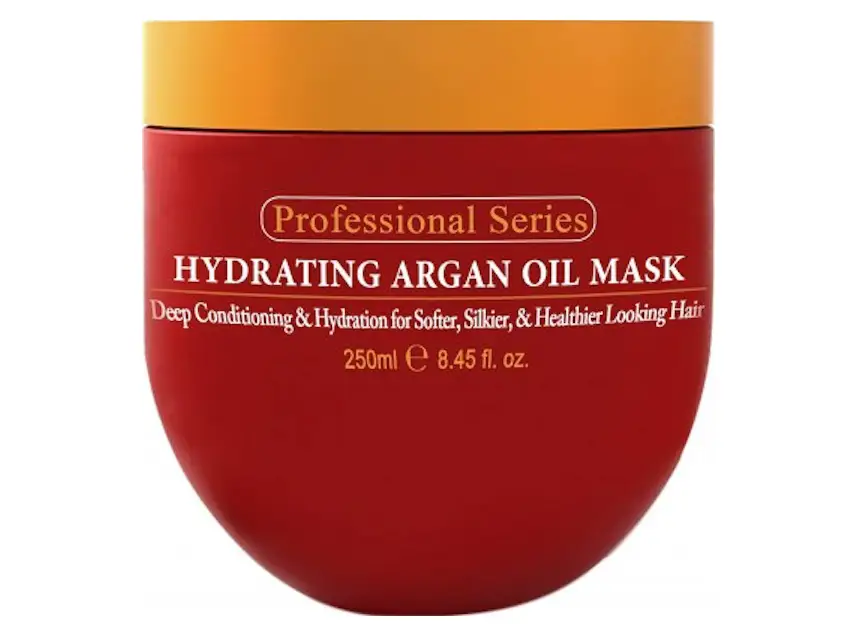 Professional Series
HYDRATING ARGAN OIL MASK
Deep Conditioning & Hydration for Softer, Silkier, & Healthier Looking Hair
250ml ℮ 8.45 fl. oz.